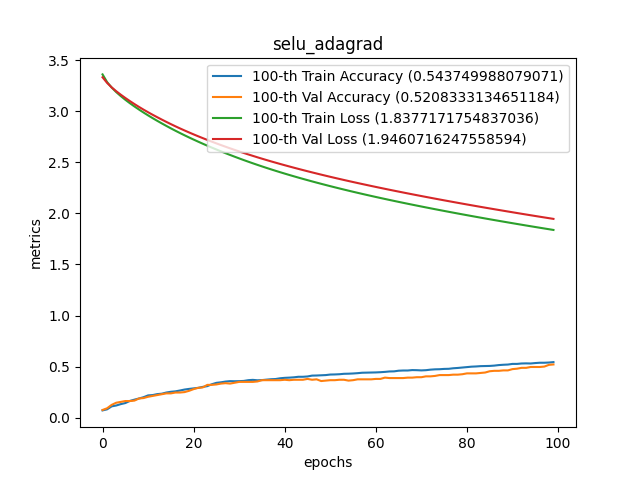 selu_adagrad
100-th Train Accuracy (0.543749988079071)
100-th Val Accuracy (0.5208333134651184)
100-th Train Loss (1.8377171754837036)
100-th Val Loss (1.9460716247558594)
3.5
3.0
2.5
2.0
1.5
1.0
0.5
0.0
metrics
0 20 40 60 80 100
epochs